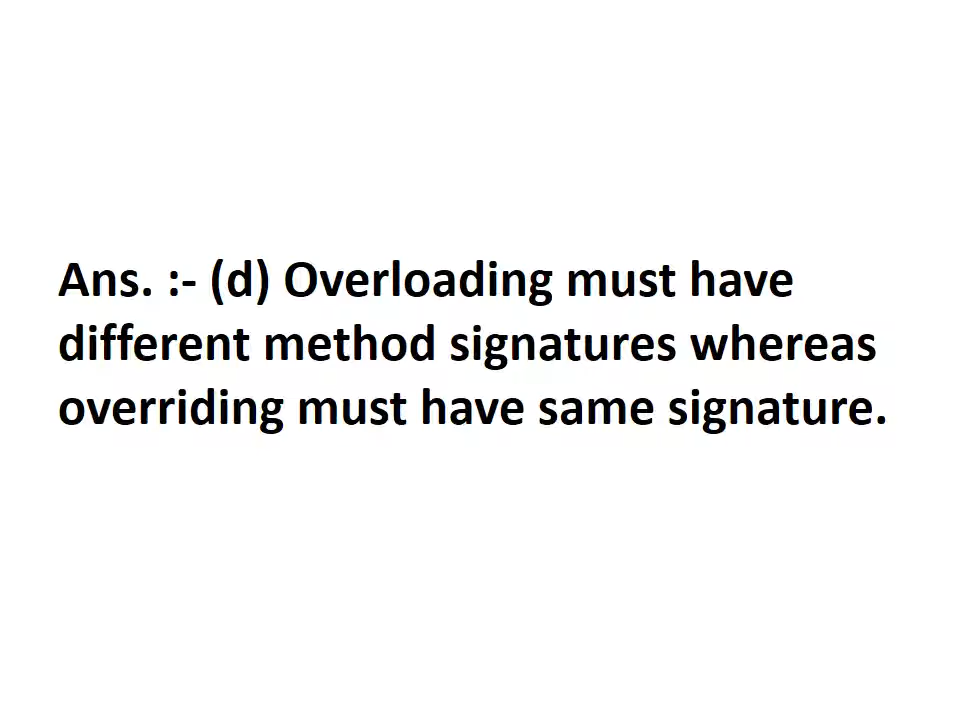 Ans. :- (d) Overloading must have
different method signatures whereas
overriding must have same signature.